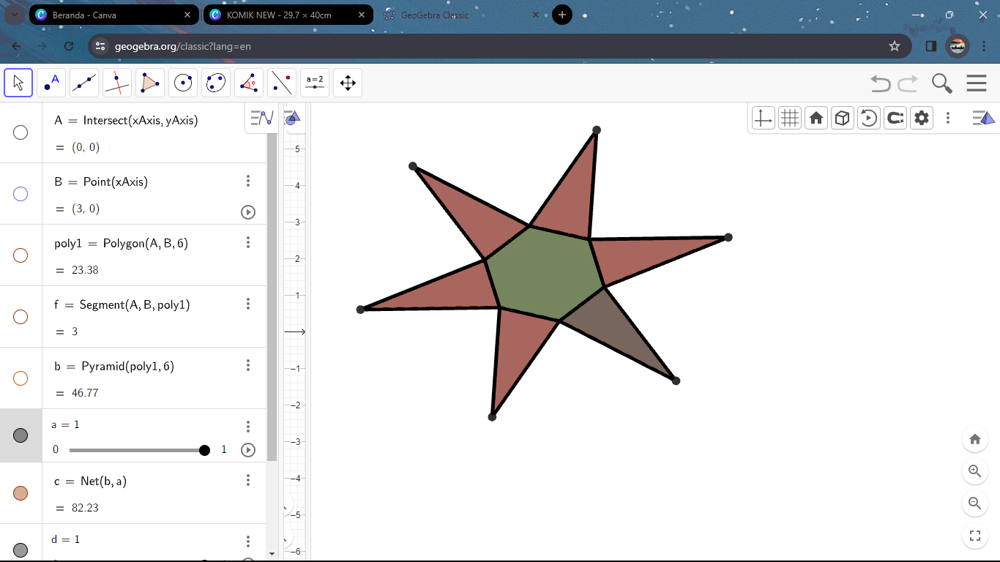 Beranda - Canva
KOMIK NEW - 29.7 × 40cm
GeoGebra Classic
geogebra.org/classic?lang=en
A
a=2
A = Intersect(xAxis, yAxis)
= (0, 0)
B = Point(xAxis)
= (3, 0)
poly1 = Polygon(A, B, 6)
= 23.38
f = Segment(A, B, poly1)
= 3
b = Pyramid(poly1, 6)
= 46.77
a = 1
0 1
c = Net(b, a)
= 82.23
d = 1
5
4
3
2
1
−1
−2
−3
−4
−5
−6